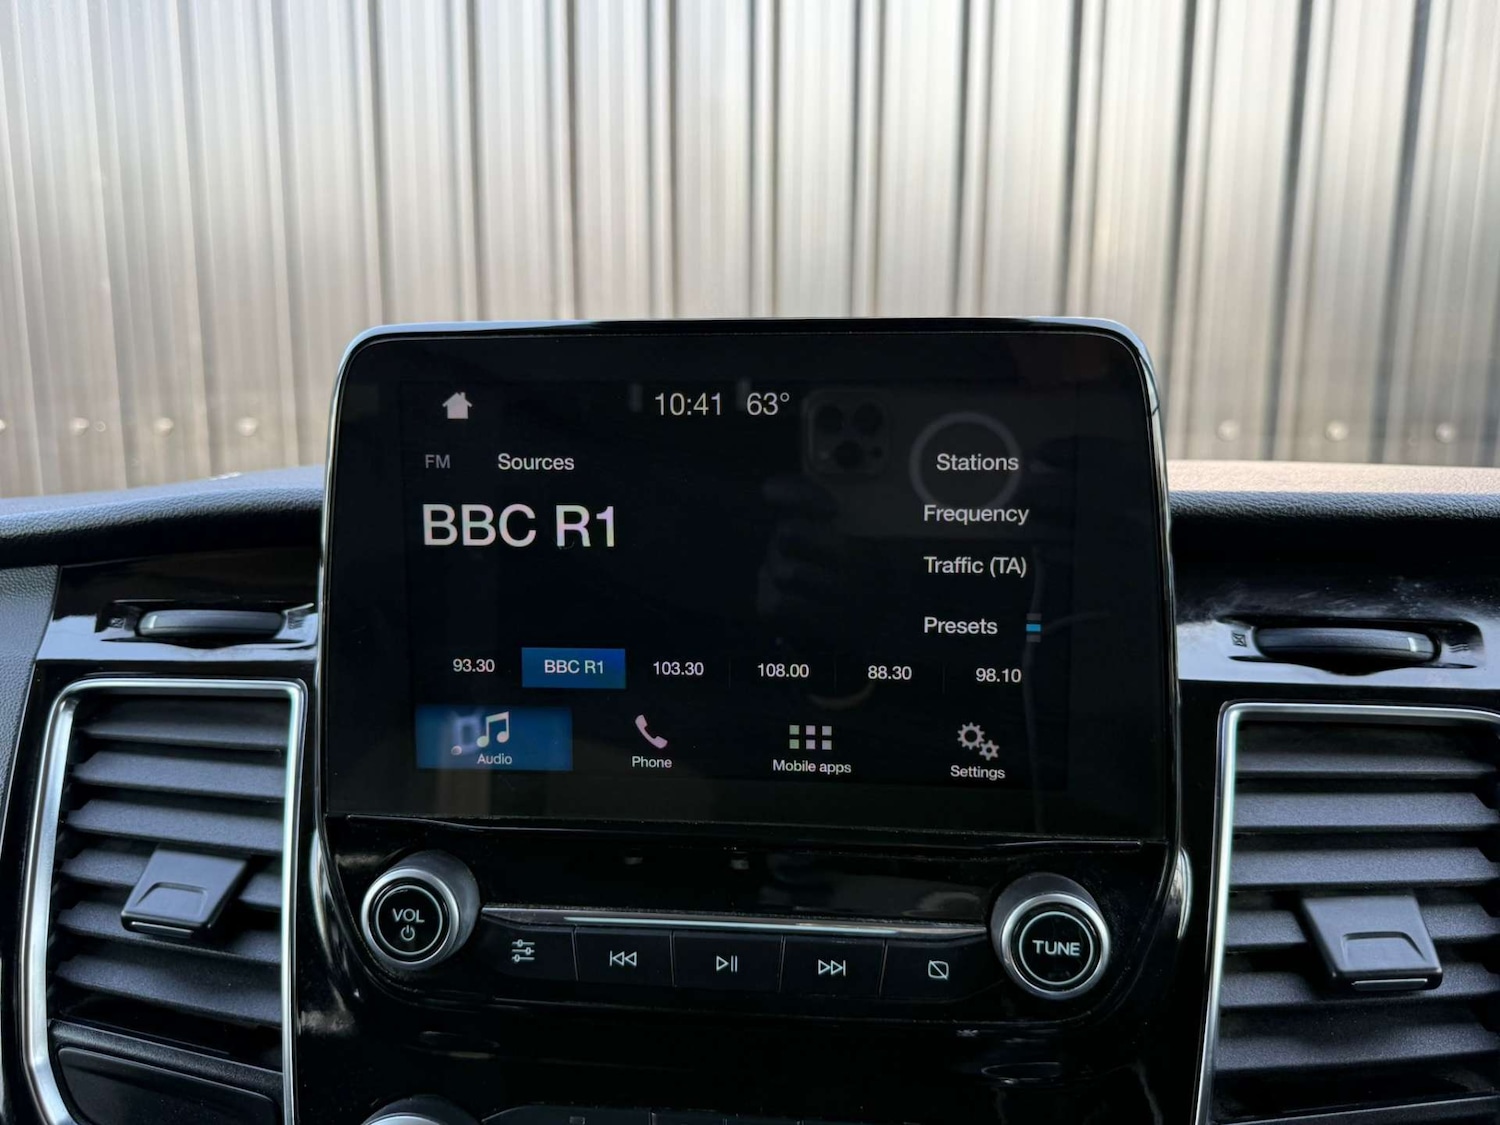 10:41 63°
FM Sources Stations
BBC R1
Frequency
Traffic (TA)
Presets
93.30 BBC R1 103.30 108.00 88.30 98.10
Audio Phone Mobile apps Settings
VOL
TUNE